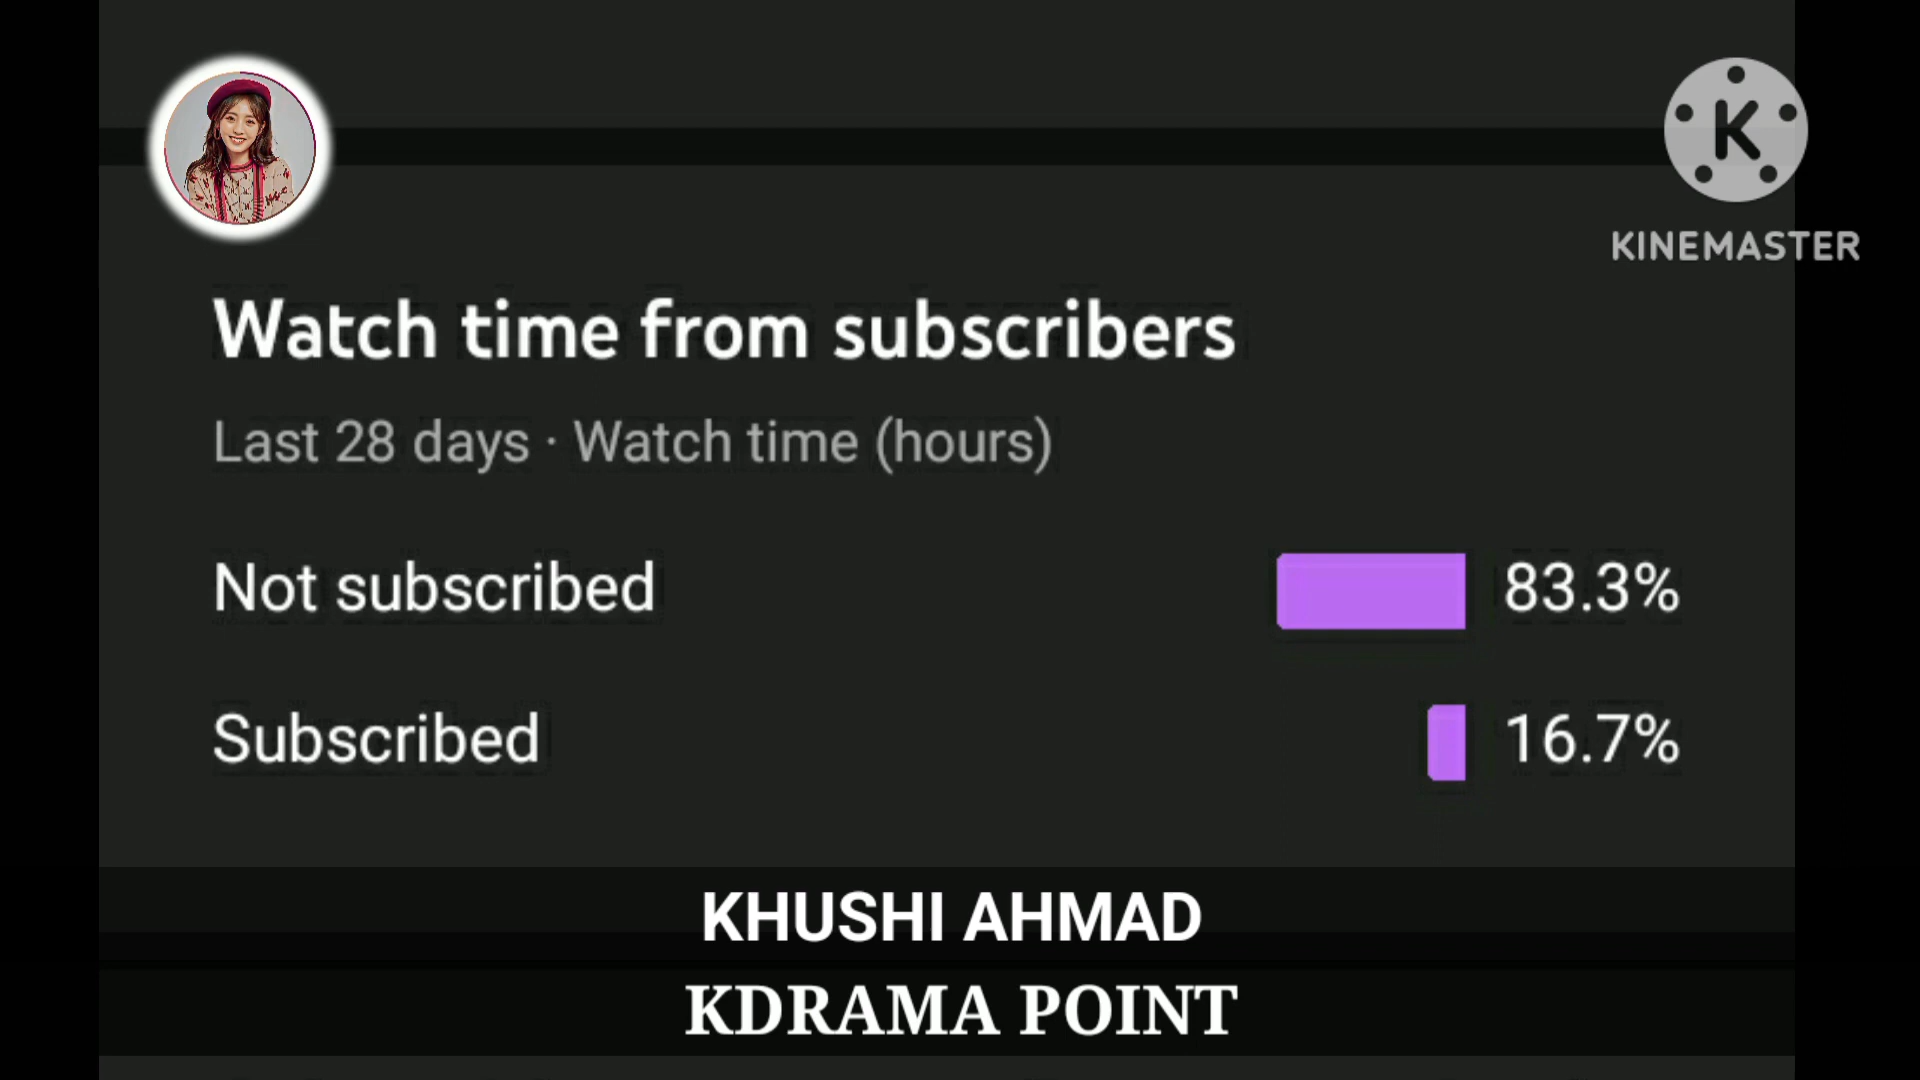 K
KINEMASTER
Watch time from subscribers
Last 28 days · Watch time (hours)
Not subscribed 83.3%
Subscribed 16.7%
KHUSHI AHMAD
KDRAMA POINT